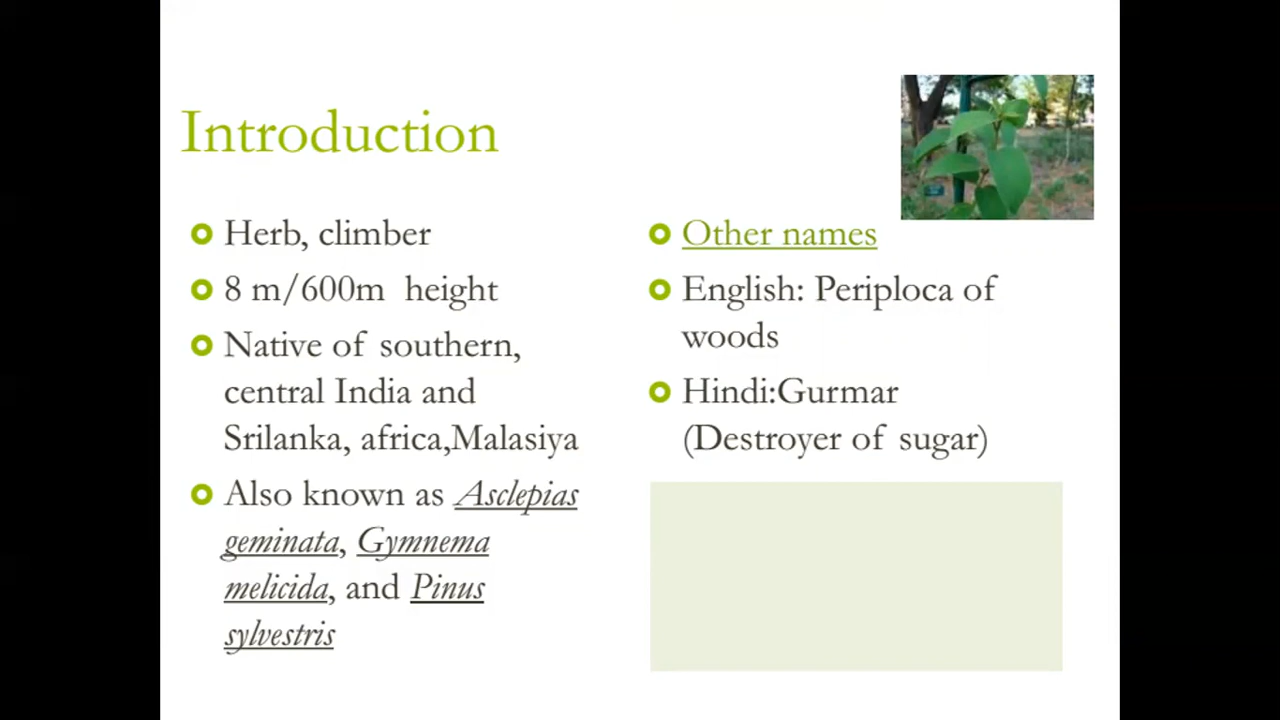 Introduction
Herb, climber
8 m/600m height
Native of southern,
central India and
Srilanka, africa,Malasiya
Also known as Asclepias
geminata, Gymnema
melicida, and Pinus
sylvestris
Other names
English: Periploca of
woods
Hindi:Gurmar
(Destroyer of sugar)